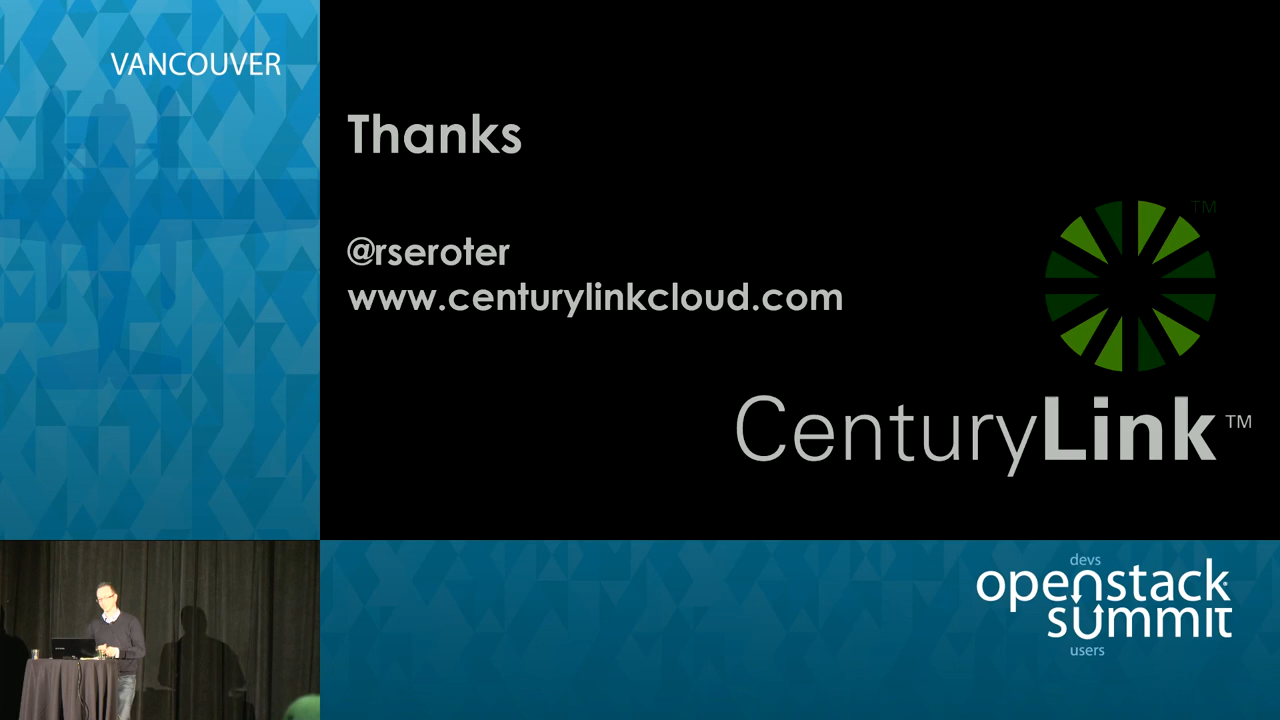 VANCOUVER
Thanks
@rseroter
www.centurylinkcloud.com
TM
CenturyLink™
devs
openstack
summit
users